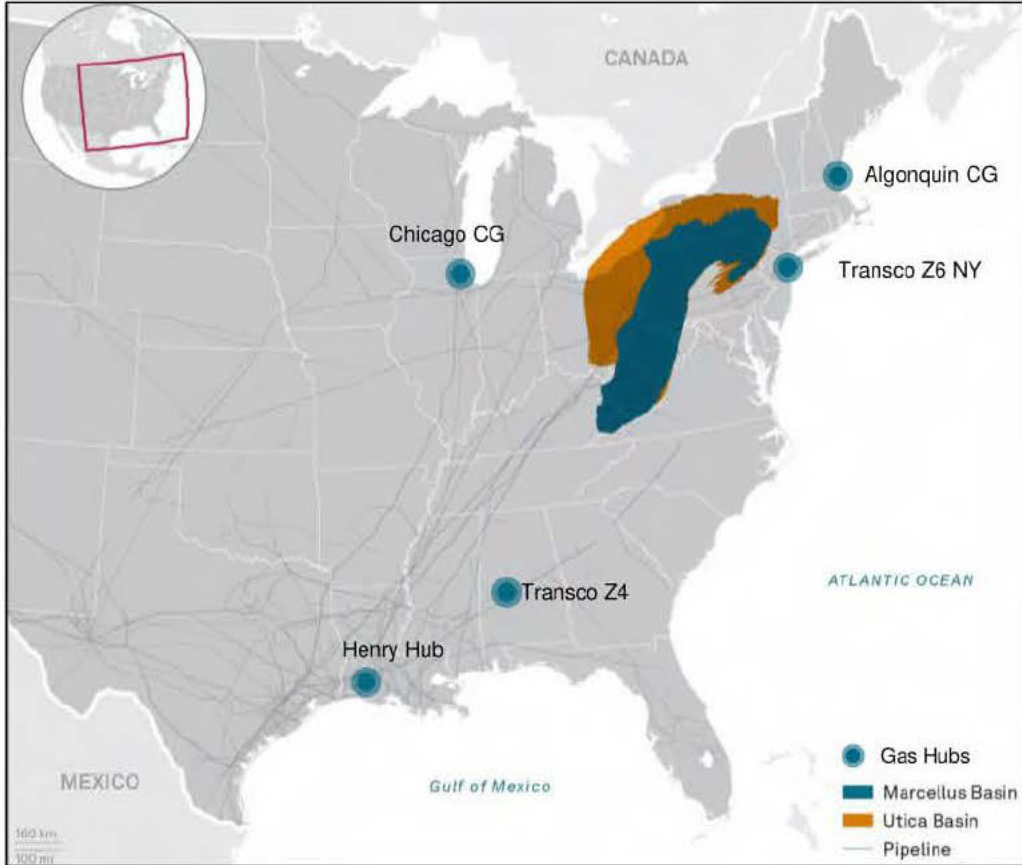 CANADA
Algonquin CG
Chicago CG
Transco Z6 NY
ATLANTIC OCEAN
Transco Z4
Henry Hub
MEXICO
Gulf of Mexico
Gas Hubs
Marcellus Basin
Utica Basin
Pipeline
160 km
100 mi